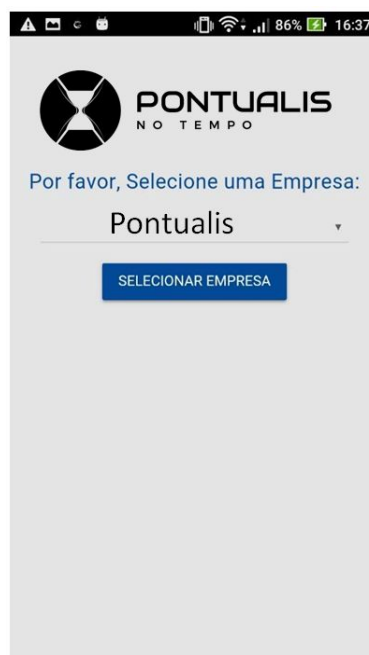 86% 16:37
PONTUALIS
NO TEMPO
Por favor, Selecione uma Empresa:
Pontualis
SELECIONAR EMPRESA